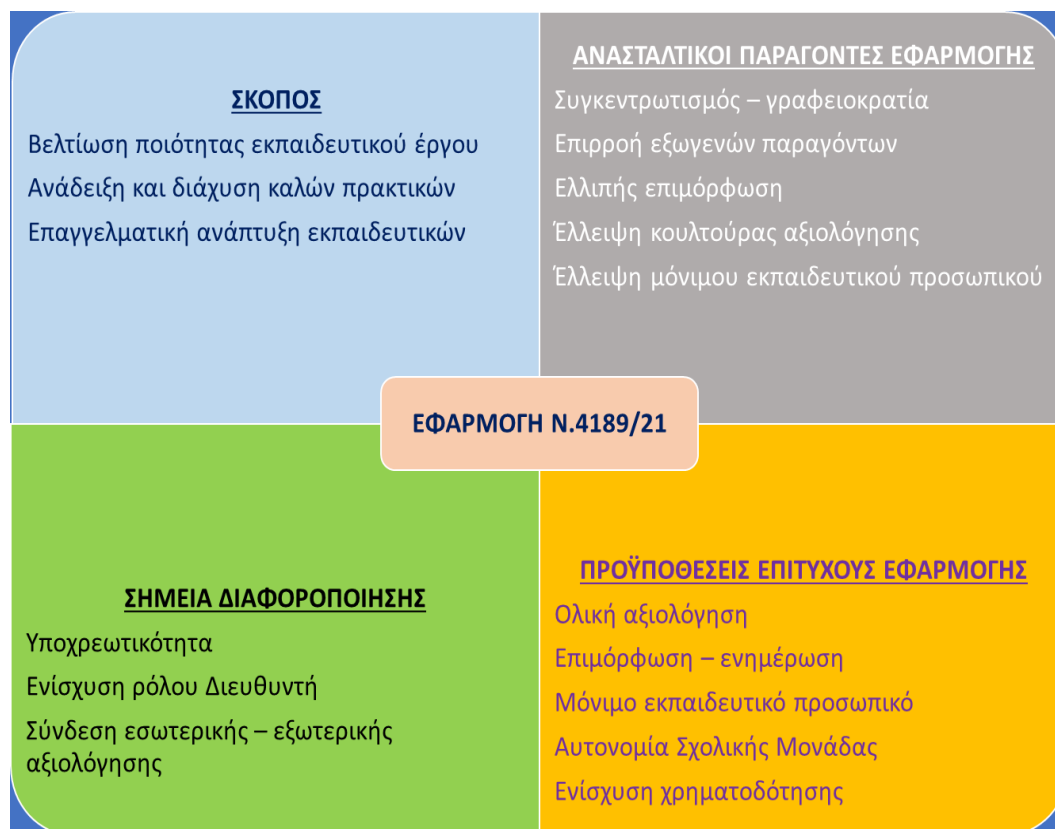 ΣΚΟΠΟΣ
Βελτίωση ποιότητας εκπαιδευτικού έργου
Ανάδειξη και διάχυση καλών πρακτικών
Επαγγελματική ανάπτυξη εκπαιδευτικών
ΑΝΑΣΤΑΛΤΙΚΟΙ ΠΑΡΑΓΟΝΤΕΣ ΕΦΑΡΜΟΓΗΣ
Συγκεντρωτισμός – γραφειοκρατία
Επιρροή εξωγενών παραγόντων
Ελλιπής επιμόρφωση
Έλλειψη κουλτούρας αξιολόγησης
Έλλειψη μόνιμου εκπαιδευτικού προσωπικού
ΕΦΑΡΜΟΓΗ Ν.4189/21
ΣΗΜΕΙΑ ΔΙΑΦΟΡΟΠΟΙΗΣΗΣ
Υποχρεωτικότητα
Ενίσχυση ρόλου Διευθυντή
Σύνδεση εσωτερικής – εξωτερικής
αξιολόγησης
ΠΡΟΫΠΟΘΕΣΕΙΣ ΕΠΙΤΥΧΟΥΣ ΕΦΑΡΜΟΓΗΣ
Ολική αξιολόγηση
Επιμόρφωση – ενημέρωση
Μόνιμο εκπαιδευτικό προσωπικό
Αυτονομία Σχολικής Μονάδας
Ενίσχυση χρηματοδότησης